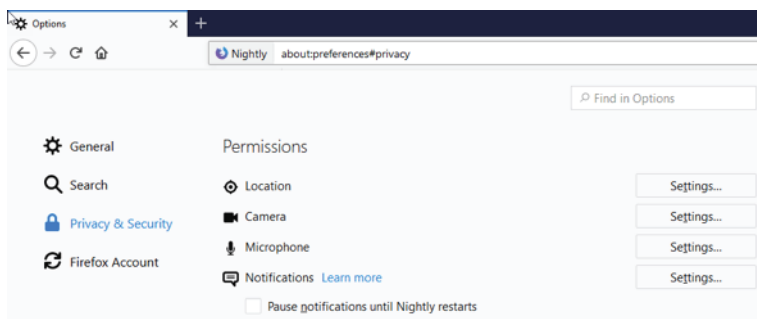 Options
Nightly about:preferences#privacy
Find in Options
General
Search
Privacy & Security
Firefox Account
Permissions
Location Settings...
Camera Settings...
Microphone Settings...
Notifications Learn more Settings...
Pause notifications until Nightly restarts